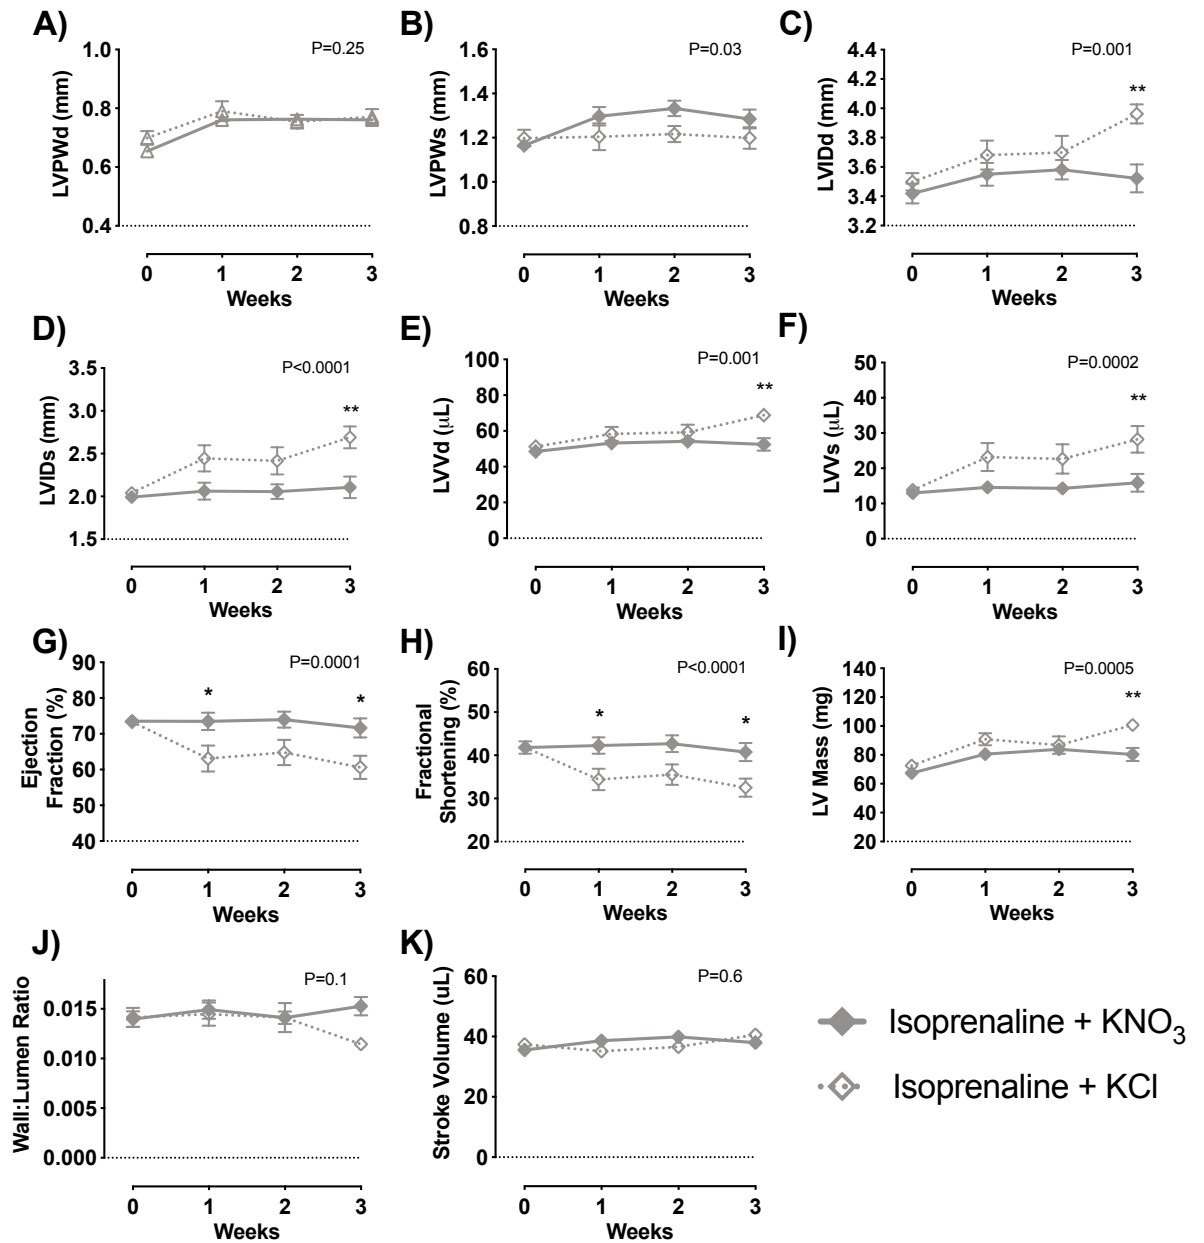 A)
P=0.25
LVPWd (mm)
1.0
0.8
0.6
0.4
0 1 2 3
Weeks
B)
P=0.03
LVPWs (mm)
1.6
1.4
1.2
1.0
0.8
0 1 2 3
Weeks
C)
P=0.001
**
LVIDd (mm)
4.4
4.2
4.0
3.8
3.6
3.4
3.2
0 1 2 3
Weeks
D)
P<0.0001
**
LVIDs (mm)
3.5
3.0
2.5
2.0
1.5
0 1 2 3
Weeks
E)
P=0.001
**
LVVd (μL)
100
80
60
40
20
0
0 1 2 3
Weeks
F)
P=0.0002
**
LVVs (μL)
50
40
30
20
10
0
0 1 2 3
Weeks
G)
P=0.0001
* *
Ejection
Fraction (%)
90
80
70
60
50
40
0 1 2 3
Weeks
H)
P<0.0001
* *
Fractional
Shortening (%)
60
50
40
30
20
0 1 2 3
Weeks
I)
P=0.0005
**
LV Mass (mg)
140
120
100
80
60
40
20
0 1 2 3
Weeks
J)
P=0.1
Wall:Lumen Ratio
0.015
0.010
0.005
0.000
0 1 2 3
Weeks
K)
P=0.6
Stroke Volume (uL)
60
40
20
0
0 1 2 3
Weeks
Isoprenaline + KNO₃
Isoprenaline + KCl